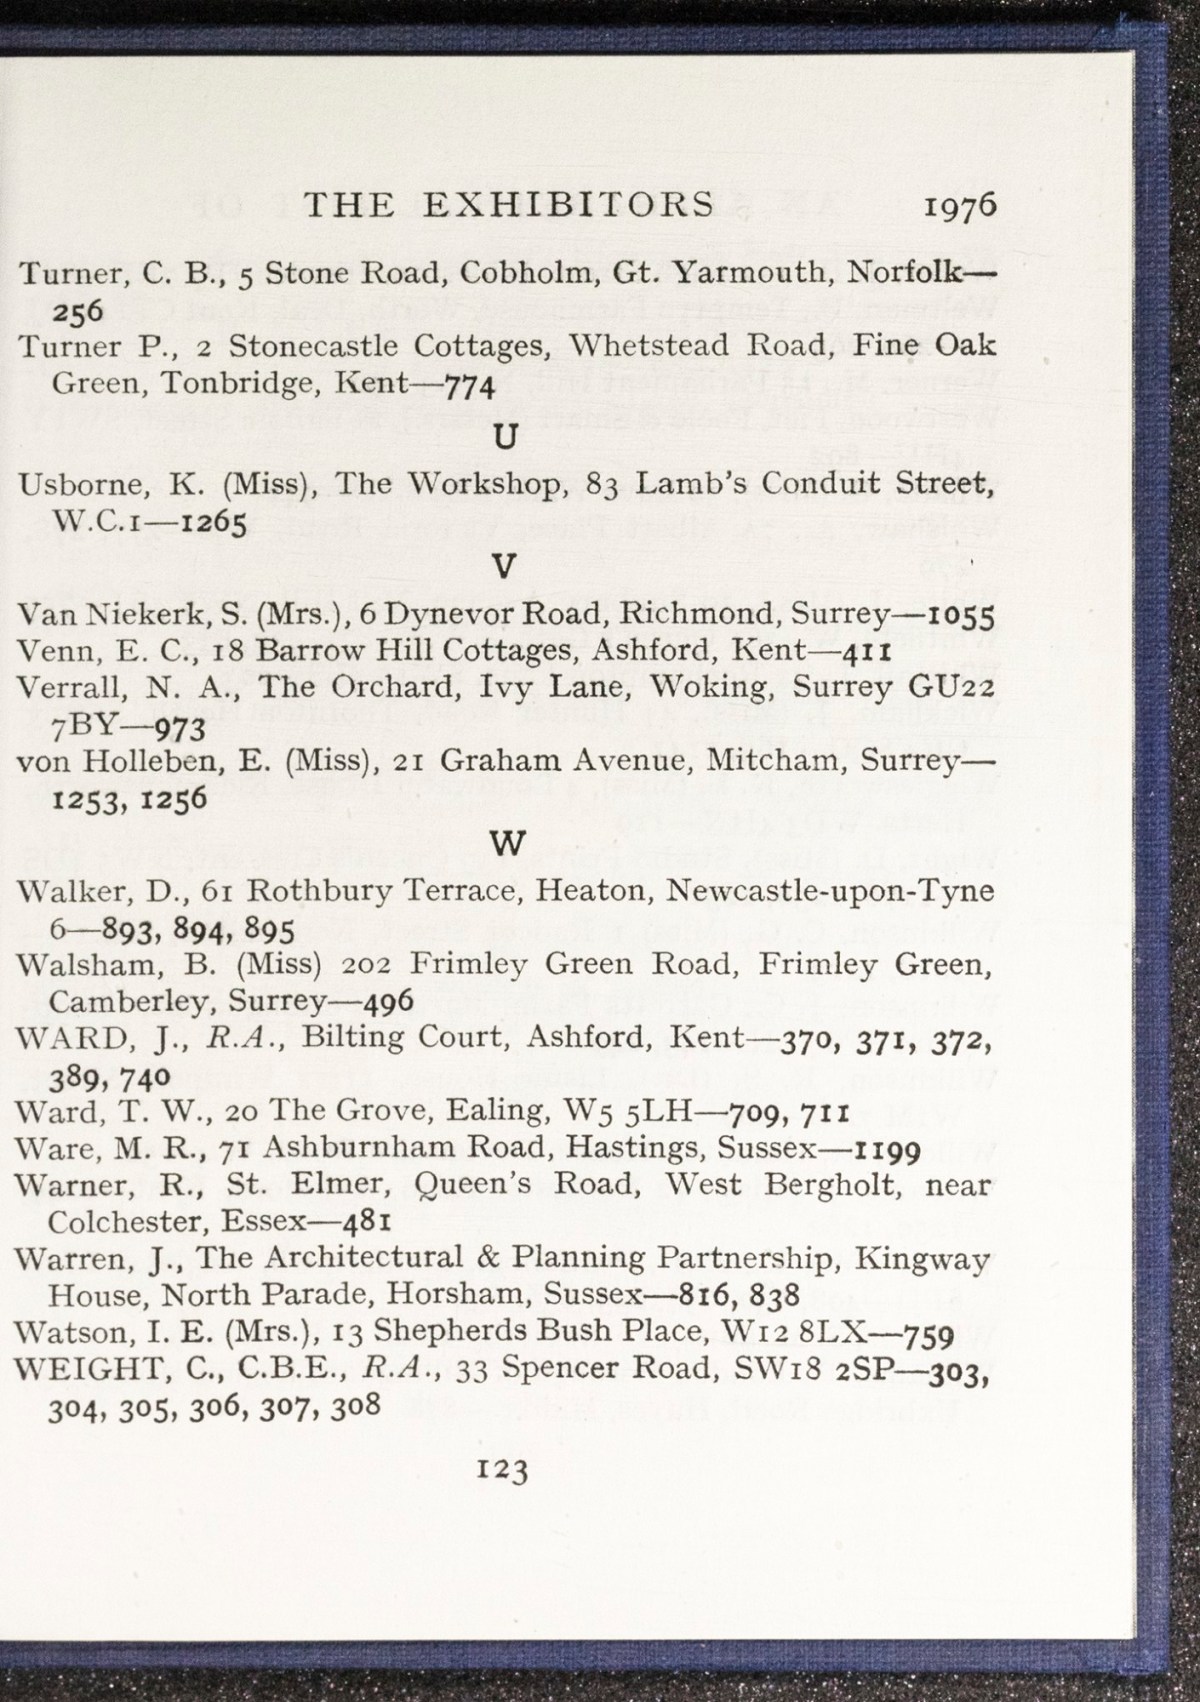 THE EXHIBITORS 1976
Turner, C. B., 5 Stone Road, Cobholm, Gt. Yarmouth, Norfolk—
256
Turner P., 2 Stonecastle Cottages, Whetstead Road, Fine Oak
Green, Tonbridge, Kent—774
U
Usborne, K. (Miss), The Workshop, 83 Lamb's Conduit Street,
W.C.1—1265
V
Van Niekerk, S. (Mrs.), 6 Dynevor Road, Richmond, Surrey—1055
Venn, E. C., 18 Barrow Hill Cottages, Ashford, Kent—411
Verrall, N. A., The Orchard, Ivy Lane, Woking, Surrey GU22
7BY—973
von Holleben, E. (Miss), 21 Graham Avenue, Mitcham, Surrey—
1253, 1256
W
Walker, D., 61 Rothbury Terrace, Heaton, Newcastle-upon-Tyne
6—893, 894, 895
Walsham, B. (Miss) 202 Frimley Green Road, Frimley Green,
Camberley, Surrey—496
WARD, J., R.A., Bilting Court, Ashford, Kent—370, 371, 372,
389, 740
Ward, T. W., 20 The Grove, Ealing, W5 5LH—709, 711
Ware, M. R., 71 Ashburnham Road, Hastings, Sussex—1199
Warner, R., St. Elmer, Queen's Road, West Bergholt, near
Colchester, Essex—481
Warren, J., The Architectural & Planning Partnership, Kingway
House, North Parade, Horsham, Sussex—816, 838
Watson, I. E. (Mrs.), 13 Shepherds Bush Place, W12 8LX—759
WEIGHT, C., C.B.E., R.A., 33 Spencer Road, SW18 2SP—303,
304, 305, 306, 307, 308
123